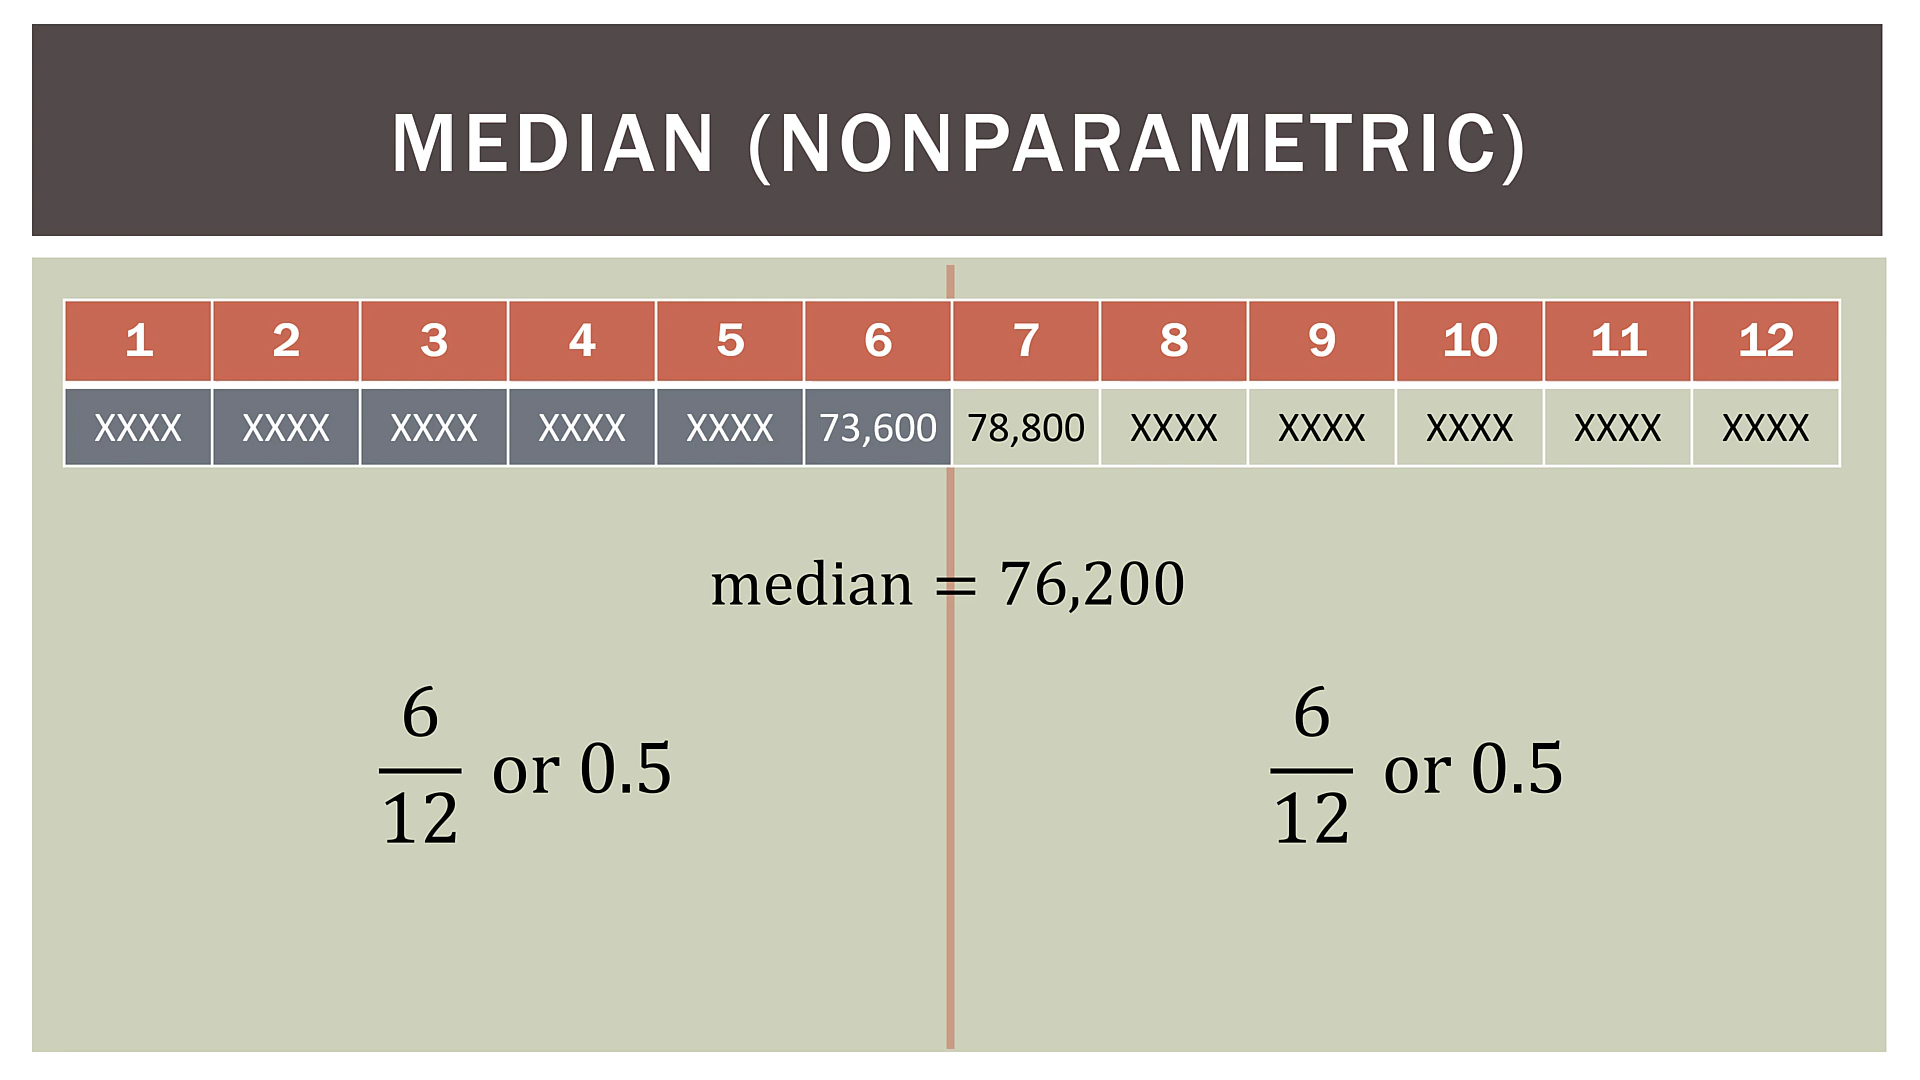 MEDIAN (NONPARAMETRIC)
1 2 3 4 5 6 7 8 9 10 11 12
XXXX XXXX XXXX XXXX XXXX 73,600 78,800 XXXX XXXX XXXX XXXX XXXX
median = 76,200
6/12 or 0.5 6/12 or 0.5